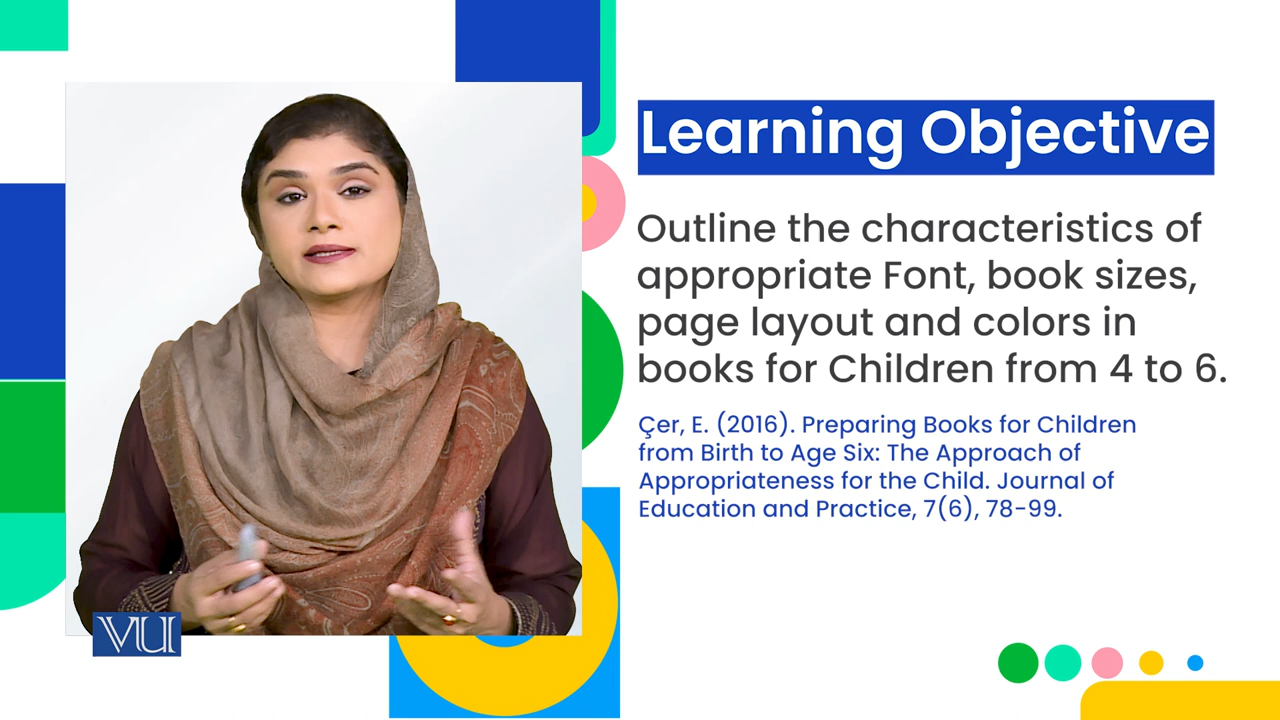 Learning Objective
Outline the characteristics of
appropriate Font, book sizes,
page layout and colors in
books for Children from 4 to 6.
Çer, E. (2016). Preparing Books for Children
from Birth to Age Six: The Approach of
Appropriateness for the Child. Journal of
Education and Practice, 7(6), 78-99.
VU